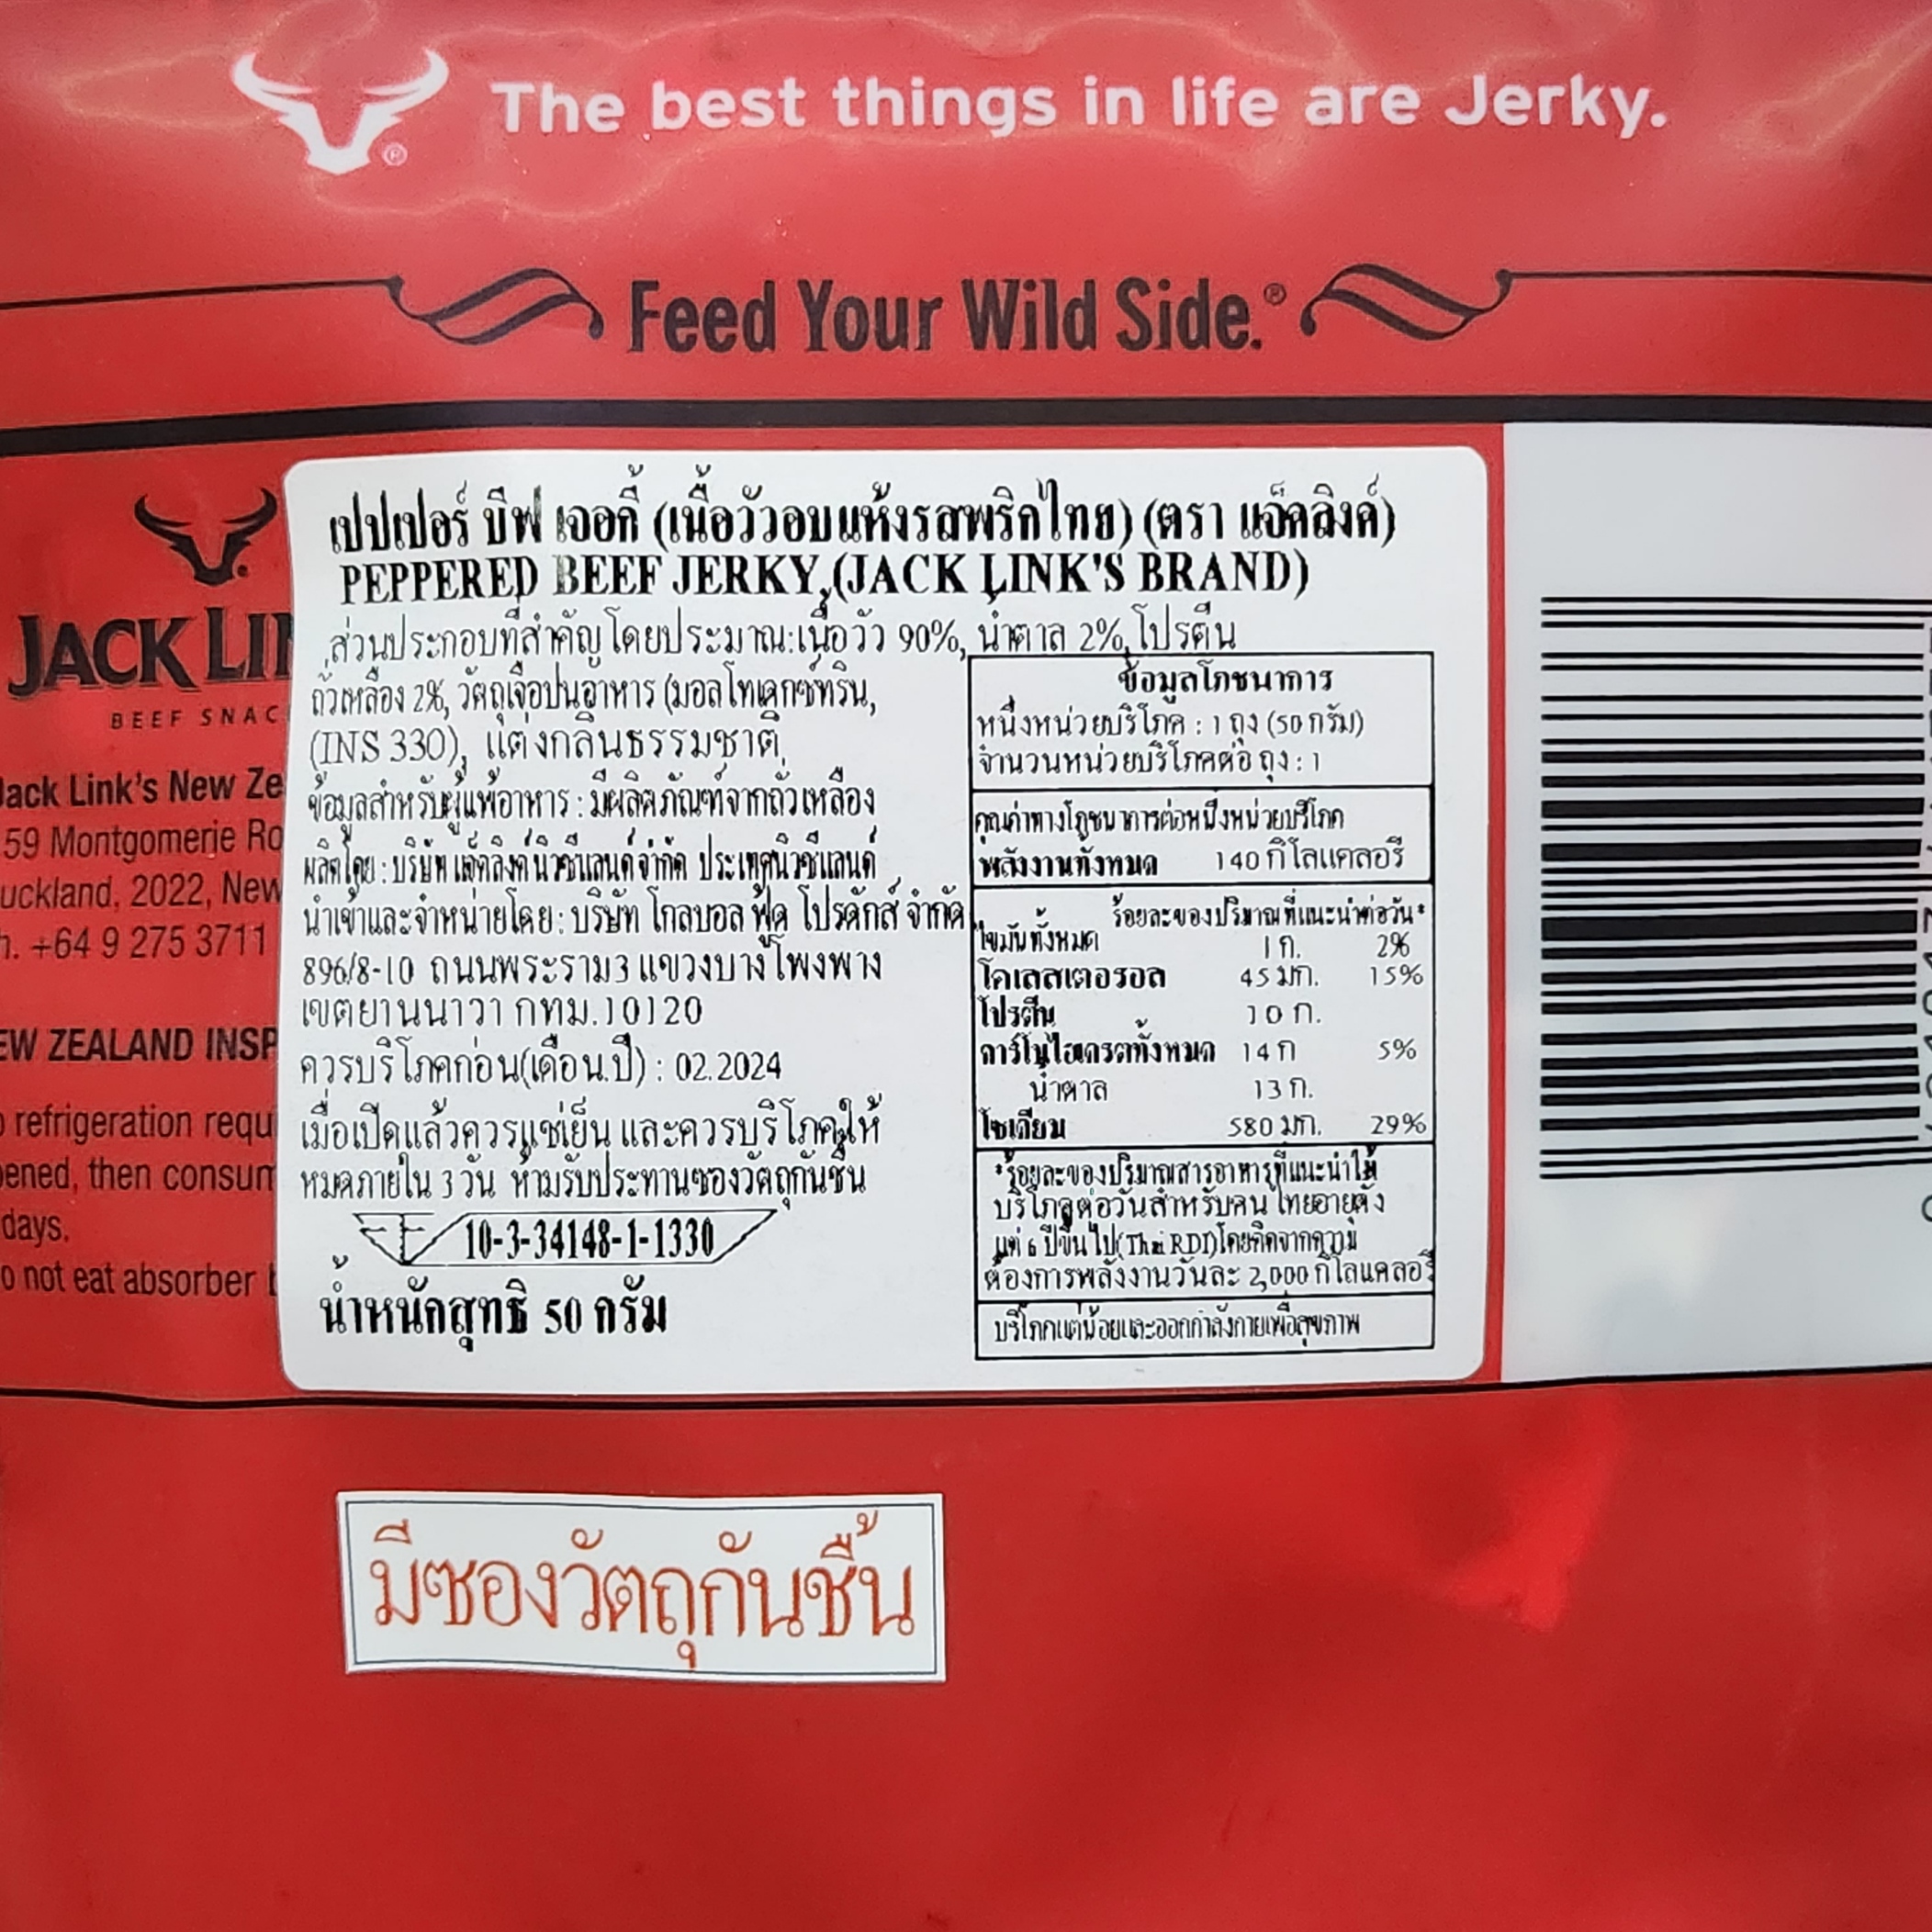 The best things in life are Jerky.
Feed Your Wild Side.®
JACK LIN
BEEF SNAC
Jack Link's New Ze
59 Montgomerie Ro
uckland, 2022, New
h. +64 9 275 3711
EW ZEALAND INSP
o refrigeration requ
pened, then consum
days.
o not eat absorber
เปปเปอร์ บีฟ เจอกี้ (เนื้อวัวอบแห้งรสพริกไทย) (ตรา แจ็คลิงค์)
PEPPERED BEEF JERKY,(JACK LINK'S BRAND)
ส่วนประกอบที่สำคัญโดยประมาณ:เนื้อวัว 90%, น้ำตาล 2%,โปรตีน
ถั่วเหลือง 2%, วัตถุเจือปนอาหาร (มอลโทเดกซ์ทริน,
(INS 330), แต่งกลิ่นธรรมชาติ
ข้อมูลสำหรับผู้แพ้อาหาร : มีผลิตภัณฑ์จากถั่วเหลือง
ผลิตโดย : บริษัท แจ็คลิงค์ นิวซีแลนด์ จำกัด ประเทศนิวซีแลนด์
นำเข้าและจำหน่ายโดย: บริษัท โกลบอล ฟู้ด โปรดักส์ จำกัด
896/8-10 ถนนพระราม3 แขวงบางโพงพาง
เขตยานนาวา กทม.10120
ควรบริโภคก่อน(เดือน.ปี) : 02.2024
เมื่อเปิดแล้วควรแช่เย็น และควรบริโภคให้
หมดภายใน 3 วัน ห้ามรับประทานซองวัตถุกันชื้น
10-3-34148-1-1330
น้ำหนักสุทธิ 50 กรัม
ข้อมูลโภชนาการ
หนึ่งหน่วยบริโภค : 1 ถุง (50 กรัม)
จำนวนหน่วยบริโภคต่อ ถุง : 1
คุณค่าทางโภชนาการต่อหนึ่งหน่วยบริโภค
พลังงานทั้งหมด 140 กิโลแคลอรี
ร้อยละของปริมาณที่แนะนำต่อวัน*
ไขมันทั้งหมด 1 ก. 2%
โคเลสเตอรอล 45 มก. 15%
โปรตีน 10 ก.
คาร์โบไฮเดรตทั้งหมด 14 ก 5%
น้ำตาล 13 ก.
โซเดียม 580 มก. 29%
*ร้อยละของปริมาณสารอาหารที่แนะนำให้
บริโภคต่อวันสำหรับคนไทยอายุตั้ง
แต่ 6 ปีขึ้นไป(Thai RDI)โดยคิดจากความ
ต้องการพลังงานวันละ 2,000 กิโลแคลอรี
บริโภคแต่น้อยและออกกำลังกายเพื่อสุขภาพ
มีซองวัตถุกันชื้น